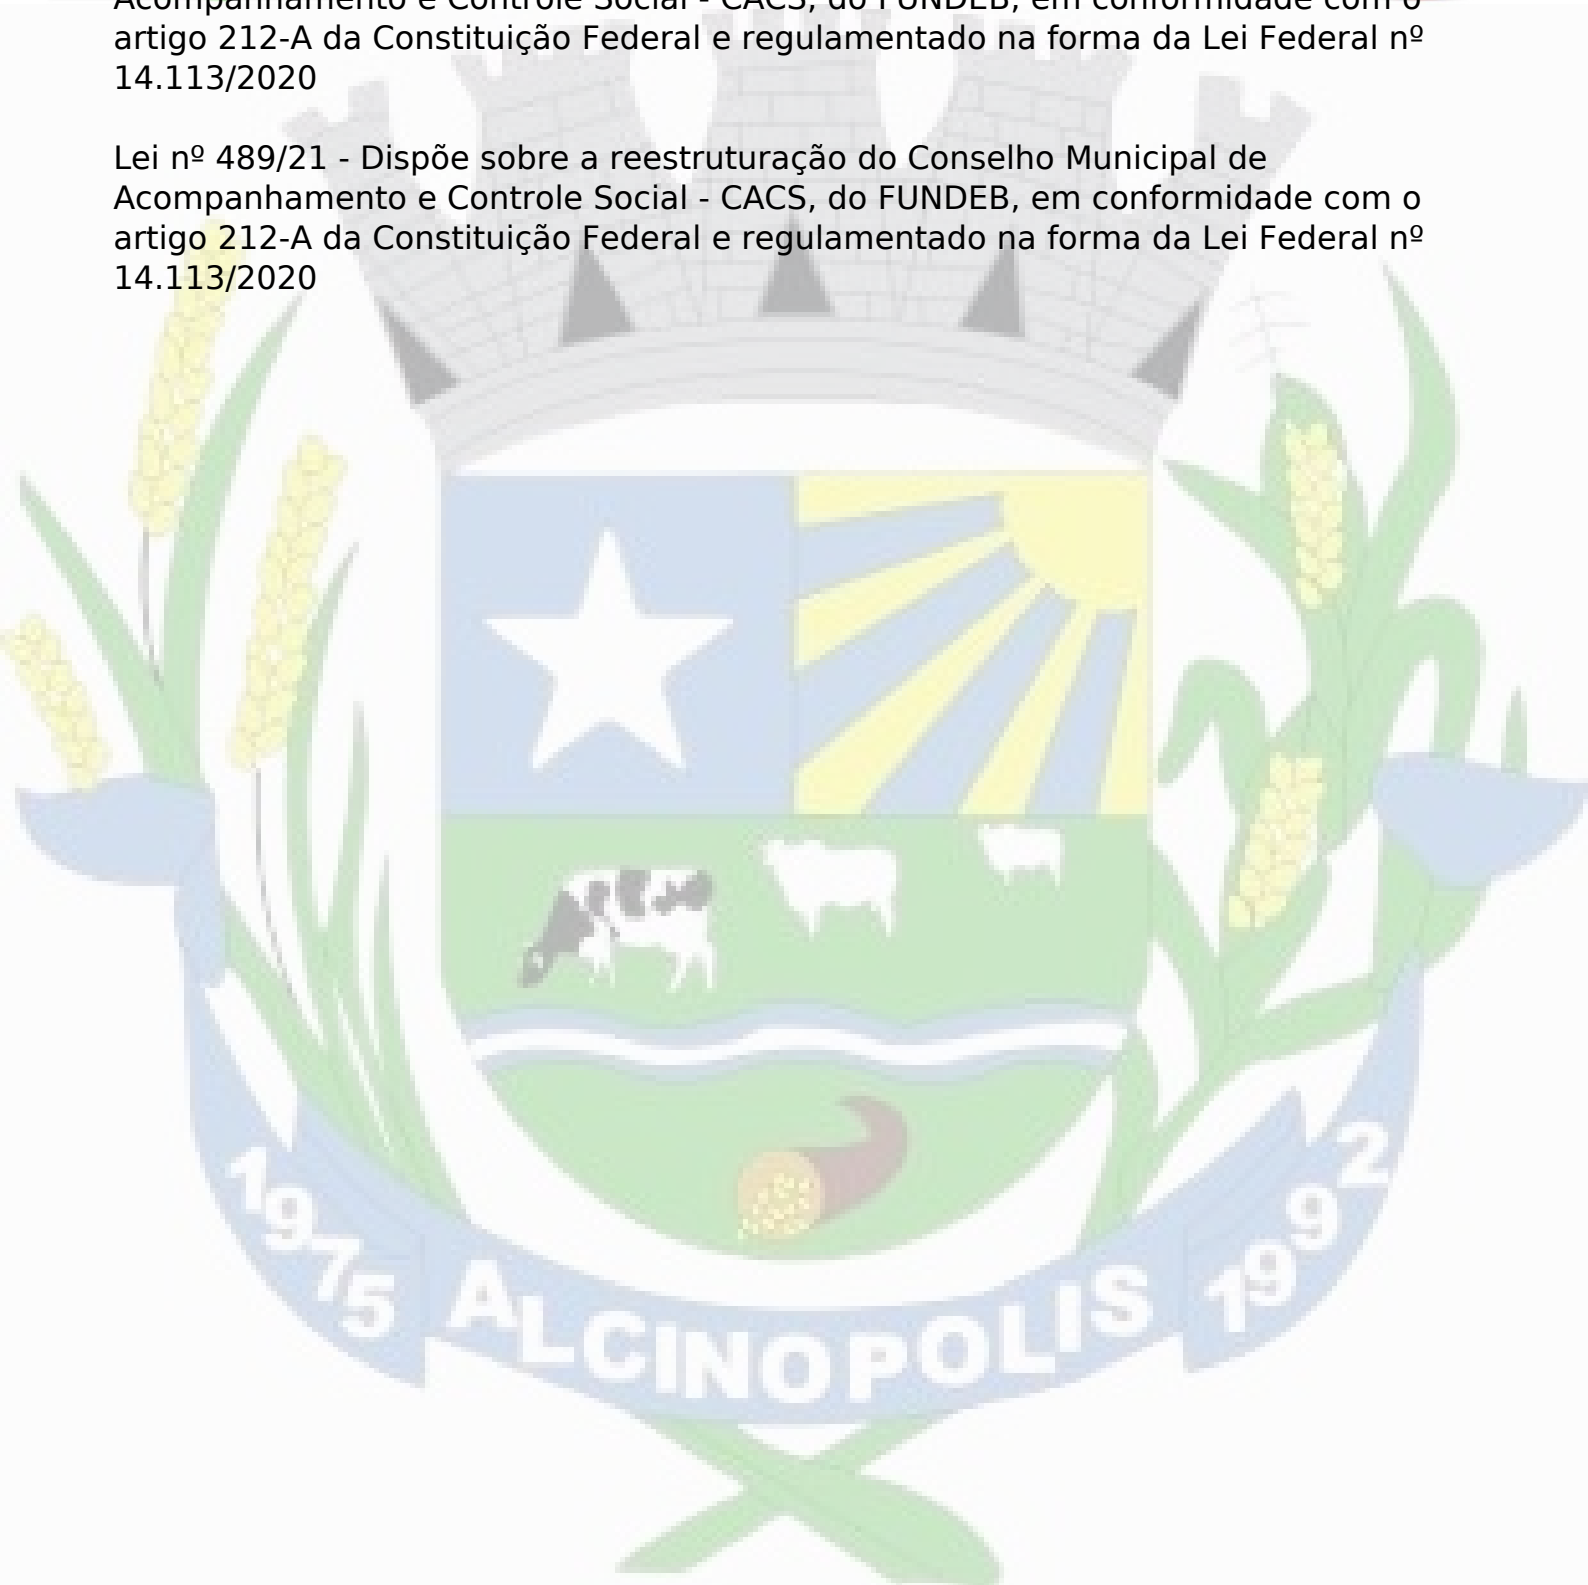 Acompanhamento e Controle Social - CACS, do FUNDEB, em conformidade com o
artigo 212-A da Constituição Federal e regulamentado na forma da Lei Federal nº
14.113/2020
Lei nº 489/21 - Dispõe sobre a reestruturação do Conselho Municipal de
Acompanhamento e Controle Social - CACS, do FUNDEB, em conformidade com o
artigo 212-A da Constituição Federal e regulamentado na forma da Lei Federal nº
14.113/2020
1975 ALCINOPOLIS 1992